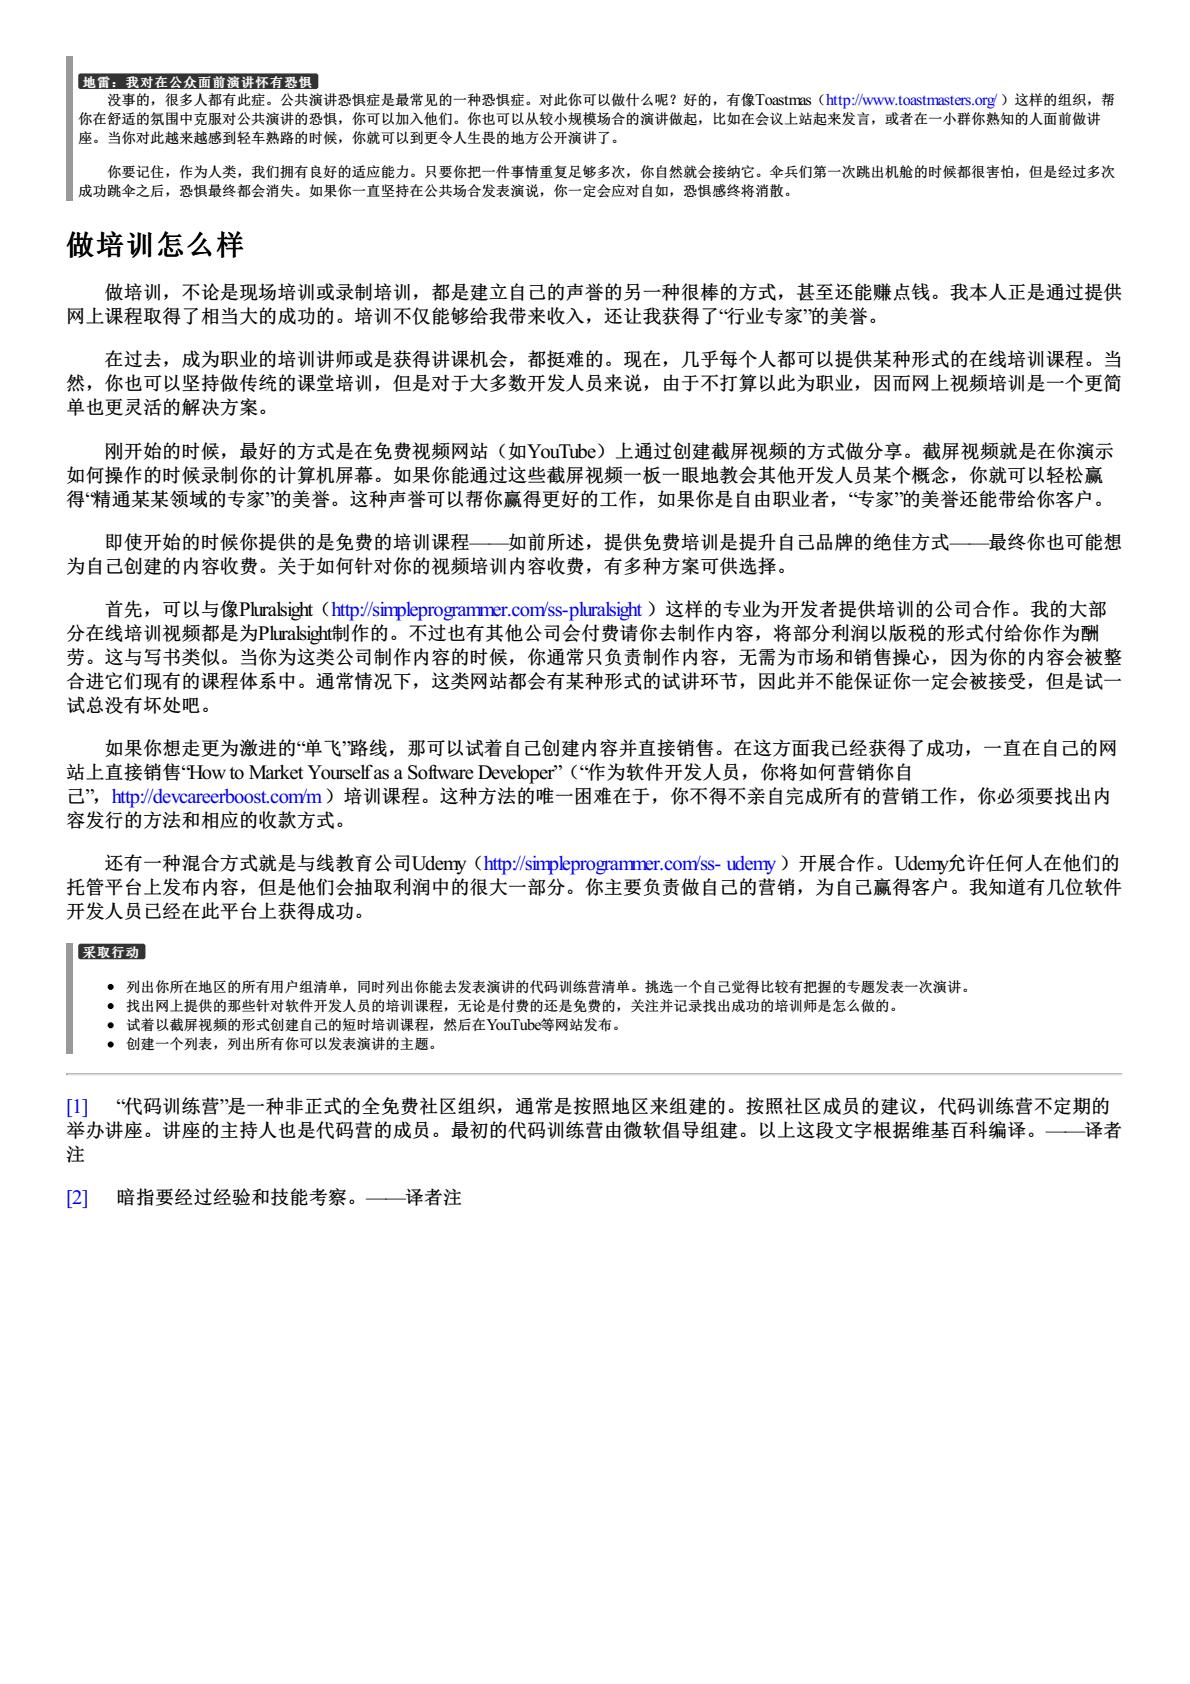 地雷：我对在公众面前演讲怀有恐惧
没事的，很多人都有此症。公共演讲恐惧症是最常见的一种恐惧症。对此你可以做什么呢？好的，有像Toastmas（http://www.toastmasters.org/ ）这样的组织，帮
你在舒适的氛围中克服对公共演讲的恐惧，你可以加入他们。你也可以从较小规模场合的演讲做起，比如在会议上站起来发言，或者在一小群你熟知的人面前做讲
座。当你对此越来越感到轻车熟路的时候，你就可以到更令人生畏的地方公开演讲了。
你要记住，作为人类，我们拥有良好的适应能力。只要你把一件事情重复足够多次，你自然就会接纳它。伞兵们第一次跳出机舱的时候都很害怕，但是经过多次
成功跳伞之后，恐惧最终都会消失。如果你一直坚持在公共场合发表演说，你一定会应对自如，恐惧感终将消散。
做培训怎么样
做培训，不论是现场培训或录制培训，都是建立自己的声誉的另一种很棒的方式，甚至还能赚点钱。我本人正是通过提供
网上课程取得了相当大的成功的。培训不仅能够给我带来收入，还让我获得了“行业专家”的美誉。
在过去，成为职业的培训讲师或是获得讲课机会，都挺难的。现在，几乎每个人都可以提供某种形式的在线培训课程。当
然，你也可以坚持做传统的课堂培训，但是对于大多数开发人员来说，由于不打算以此为职业，因而网上视频培训是一个更简
单也更灵活的解决方案。
刚开始的时候，最好的方式是在免费视频网站（如YouTube）上通过创建截屏视频的方式做分享。截屏视频就是在你演示
如何操作的时候录制你的计算机屏幕。如果你能通过这些截屏视频一板一眼地教会其他开发人员某个概念，你就可以轻松赢
得“精通某某领域的专家”的美誉。这种声誉可以帮你赢得更好的工作，如果你是自由职业者，“专家”的美誉还能带给你客户。
即使开始的时候你提供的是免费的培训课程——如前所述，提供免费培训是提升自己品牌的绝佳方式——最终你也可能想
为自己创建的内容收费。关于如何针对你的视频培训内容收费，有多种方案可供选择。
首先，可以与像Pluralsight（http://simpleprogrammer.com/ss-pluralsight ）这样的专业为开发者提供培训的公司合作。我的大部
分在线培训视频都是为Pluralsight制作的。不过也有其他公司会付费请你去制作内容，将部分利润以版税的形式付给你作为酬
劳。这与写书类似。当你为这类公司制作内容的时候，你通常只负责制作内容，无需为市场和销售操心，因为你的内容会被整
合进它们现有的课程体系中。通常情况下，这类网站都会有某种形式的试讲环节，因此并不能保证你一定会被接受，但是试一
试总没有坏处吧。
如果你想走更为激进的“单飞”路线，那可以试着自己创建内容并直接销售。在这方面我已经获得了成功，一直在自己的网
站上直接销售“How to Market Yourself as a Software Developer”（“作为软件开发人员，你将如何营销你自
己”，http://devcareerboost.com/m ）培训课程。这种方法的唯一困难在于，你不得不亲自完成所有的营销工作，你必须要找出内
容发行的方法和相应的收款方式。
还有一种混合方式就是与线教育公司Udemy（http://simpleprogrammer.com/ss- udemy ）开展合作。Udemy允许任何人在他们的
托管平台上发布内容，但是他们会抽取利润中的很大一部分。你主要负责做自己的营销，为自己赢得客户。我知道有几位软件
开发人员已经在此平台上获得成功。
采取行动
● 列出你所在地区的所有用户组清单，同时列出你能去发表演讲的代码训练营清单。挑选一个自己觉得比较有把握的专题发表一次演讲。
● 找出网上提供的那些针对软件开发人员的培训课程，无论是付费的还是免费的，关注并记录找出成功的培训师是怎么做的。
● 试着以截屏视频的形式创建自己的短时培训课程，然后在YouTube等网站发布。
● 创建一个列表，列出所有你可以发表演讲的主题。
[1] “代码训练营”是一种非正式的全免费社区组织，通常是按照地区来组建的。按照社区成员的建议，代码训练营不定期的
举办讲座。讲座的主持人也是代码营的成员。最初的代码训练营由微软倡导组建。以上这段文字根据维基百科编译。——译者
注
[2] 暗指要经过经验和技能考察。——译者注